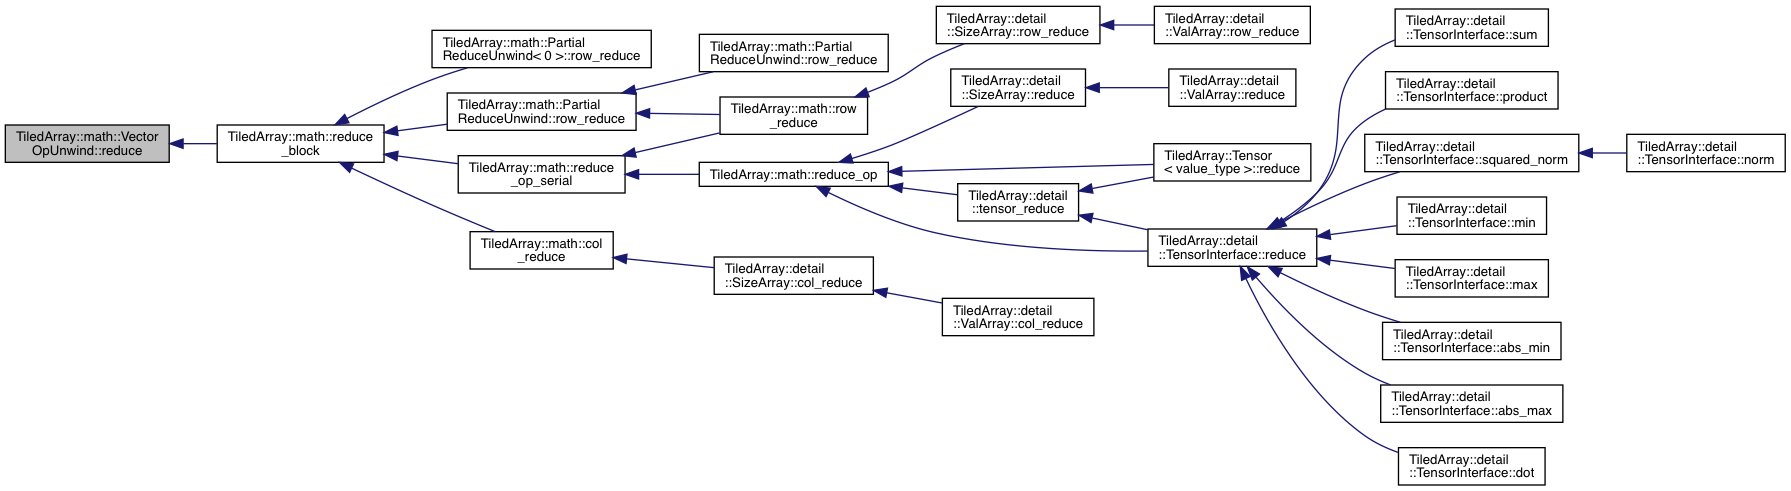 TiledArray::math::Vector
OpUnwind::reduce
TiledArray::math::reduce
_block
TiledArray::math::Partial
ReduceUnwind< 0 >::row_reduce
TiledArray::math::Partial
ReduceUnwind::row_reduce
TiledArray::math::reduce
_op_serial
TiledArray::math::col
_reduce
TiledArray::math::Partial
ReduceUnwind::row_reduce
TiledArray::math::row
_reduce
TiledArray::math::reduce_op
TiledArray::detail
::SizeArray::col_reduce
TiledArray::detail
::SizeArray::row_reduce
TiledArray::detail
::SizeArray::reduce
TiledArray::detail
::tensor_reduce
TiledArray::detail
::ValArray::col_reduce
TiledArray::detail
::ValArray::row_reduce
TiledArray::detail
::ValArray::reduce
TiledArray::Tensor
< value_type >::reduce
TiledArray::detail
::TensorInterface::reduce
TiledArray::detail
::TensorInterface::sum
TiledArray::detail
::TensorInterface::product
TiledArray::detail
::TensorInterface::squared_norm
TiledArray::detail
::TensorInterface::min
TiledArray::detail
::TensorInterface::max
TiledArray::detail
::TensorInterface::abs_min
TiledArray::detail
::TensorInterface::abs_max
TiledArray::detail
::TensorInterface::dot
TiledArray::detail
::TensorInterface::norm